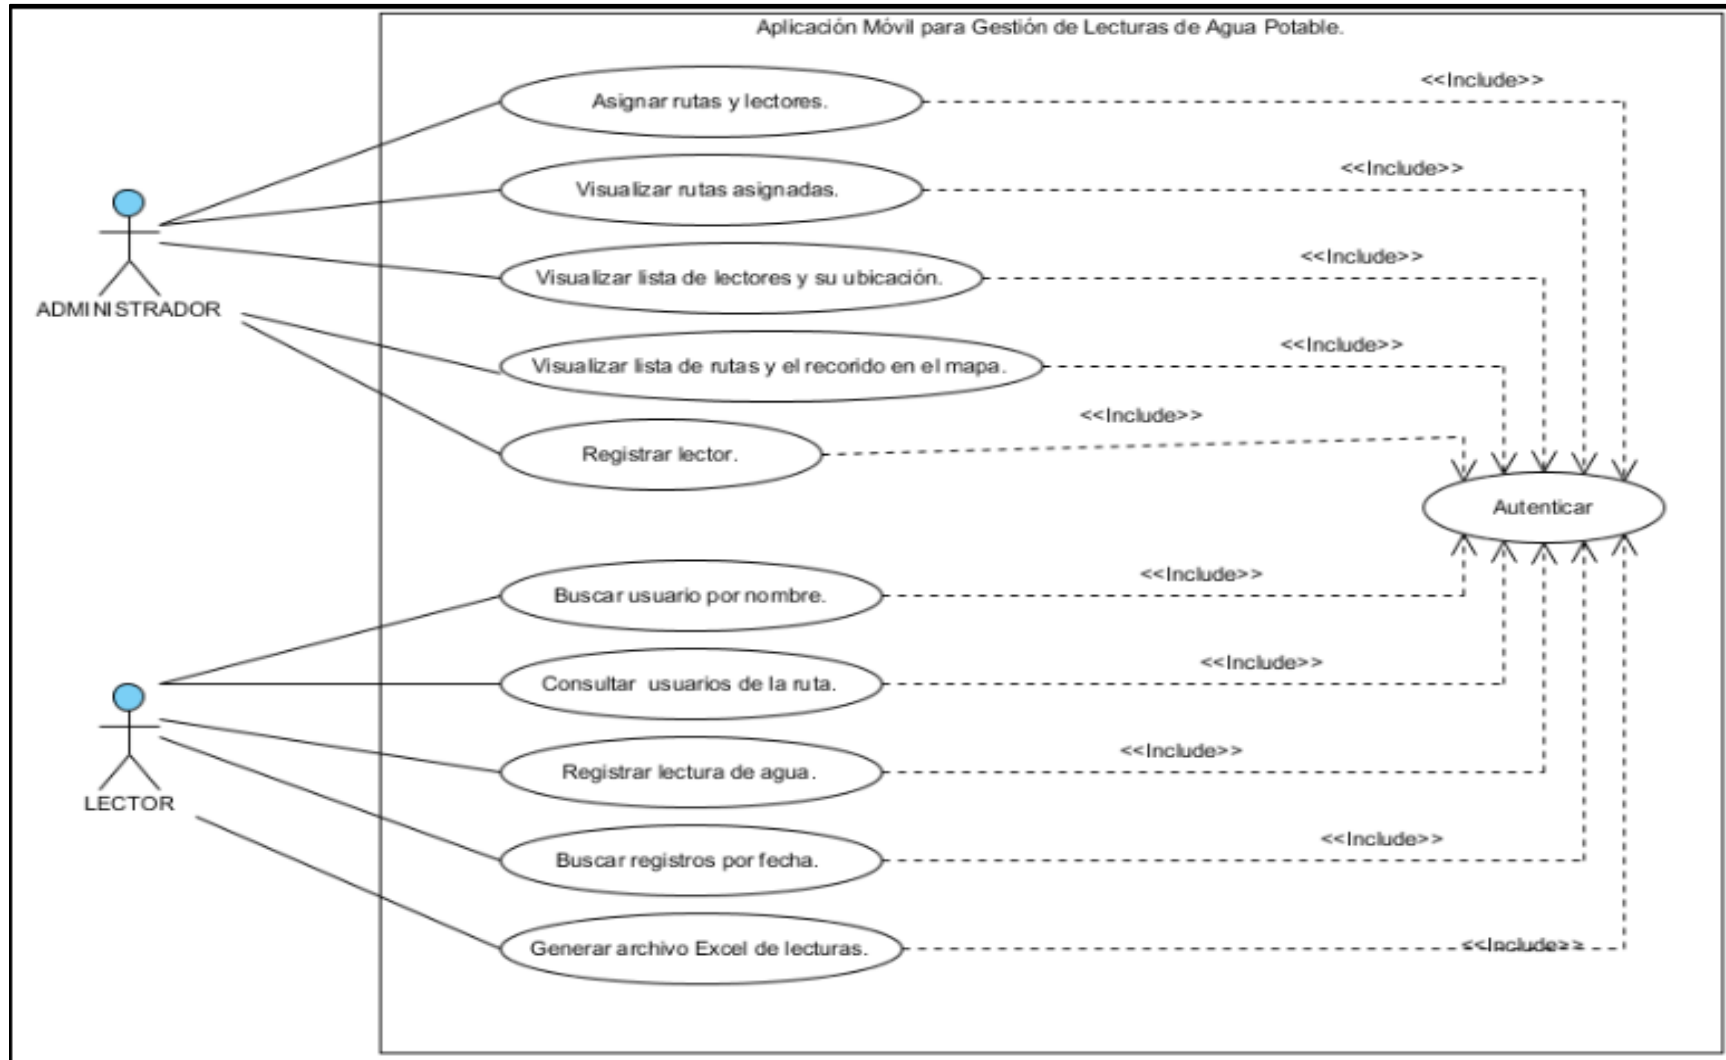 Aplicación Móvil para Gestión de Lecturas de Agua Potable.
Asignar rutas y lectores.
<<Include>>
Visualizar rutas asignadas.
<<Include>>
Visualizar lista de lectores y su ubicación.
<<Include>>
ADMINISTRADOR
Visualizar lista de rutas y el recorido en el mapa.
<<Include>>
Registrar lector.
<<Include>>
Autenticar
Buscar usuario por nombre.
<<Include>>
Consultar usuarios de la ruta.
<<Include>>
Registrar lectura de agua.
<<Include>>
LECTOR
Buscar registros por fecha.
<<Include>>
Generar archivo Excel de lecturas.
<<Include>>